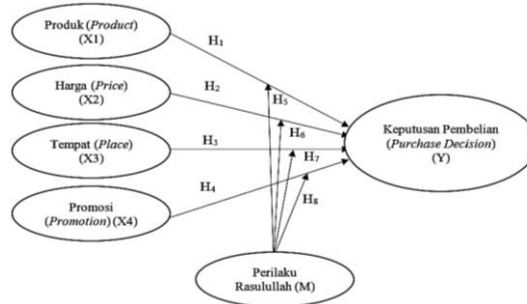 Produk (Product)
(X1)
H1
Harga (Price)
(X2)
H2
H5
Tempat (Place)
(X3)
H3
H6
H7
Keputusan Pembelian
(Purchase Decision)
(Y)
Promosi
(Promotion) (X4)
H4
H8
Perilaku
Rasulullah (M)